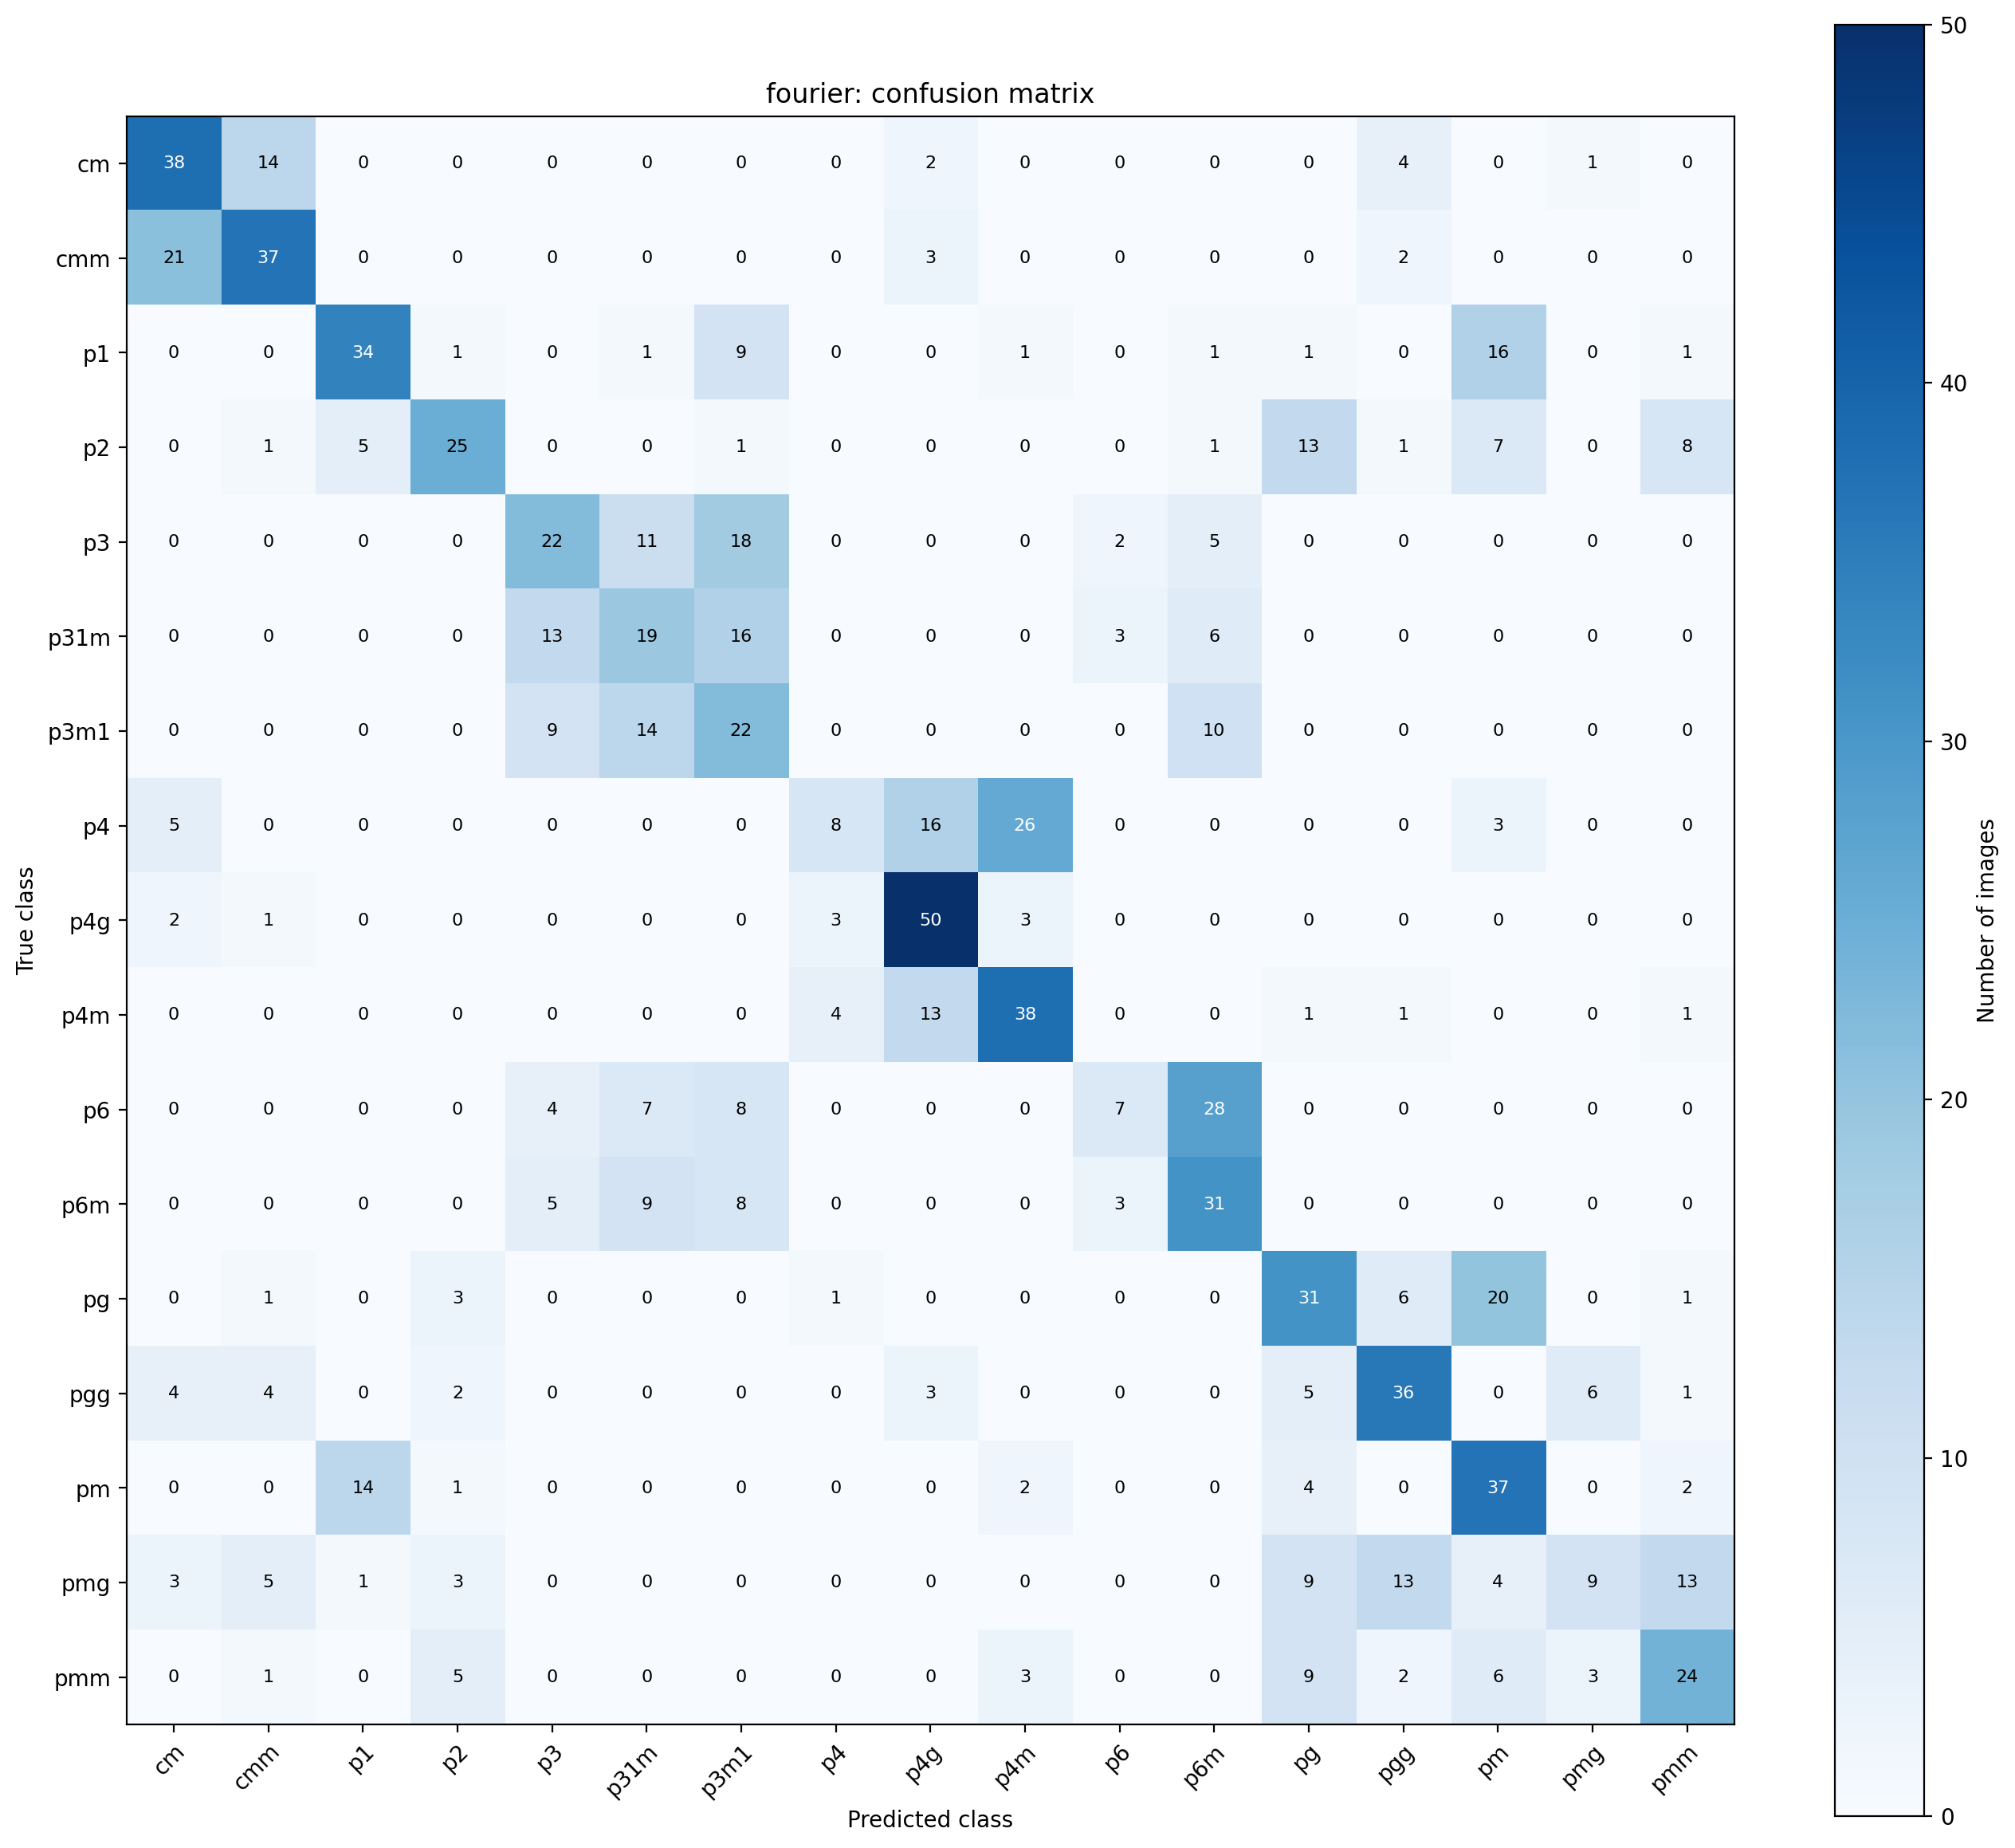 fourier: confusion matrix
50
40
30
20
10
0
Number of images
True class
cm 38 14 0 0 0 0 0 0 2 0 0 0 0 4 0 1 0
cmm 21 37 0 0 0 0 0 0 3 0 0 0 0 2 0 0 0
p1 0 0 34 1 0 1 9 0 0 1 0 1 1 0 16 0 1
p2 0 1 5 25 0 0 1 0 0 0 0 1 13 1 7 0 8
p3 0 0 0 0 22 11 18 0 0 0 2 5 0 0 0 0 0
p31m 0 0 0 0 13 19 16 0 0 0 3 6 0 0 0 0 0
p3m1 0 0 0 0 9 14 22 0 0 0 0 10 0 0 0 0 0
p4 5 0 0 0 0 0 0 8 16 26 0 0 0 0 3 0 0
p4g 2 1 0 0 0 0 0 3 50 3 0 0 0 0 0 0 0
p4m 0 0 0 0 0 0 0 4 13 38 0 0 1 1 0 0 1
p6 0 0 0 0 4 7 8 0 0 0 7 28 0 0 0 0 0
p6m 0 0 0 0 5 9 8 0 0 0 3 31 0 0 0 0 0
pg 0 1 0 3 0 0 0 1 0 0 0 0 31 6 20 0 1
pgg 4 4 0 2 0 0 0 0 3 0 0 0 5 36 0 6 1
pm 0 0 14 1 0 0 0 0 0 2 0 0 4 0 37 0 2
pmg 3 5 1 3 0 0 0 0 0 0 0 0 9 13 4 9 13
pmm 0 1 0 5 0 0 0 0 0 3 0 0 9 2 6 3 24
cm cmm p1 p2 p3 p31m p3m1 p4 p4g p4m p6 p6m pg pgg pm pmg pmm
Predicted class